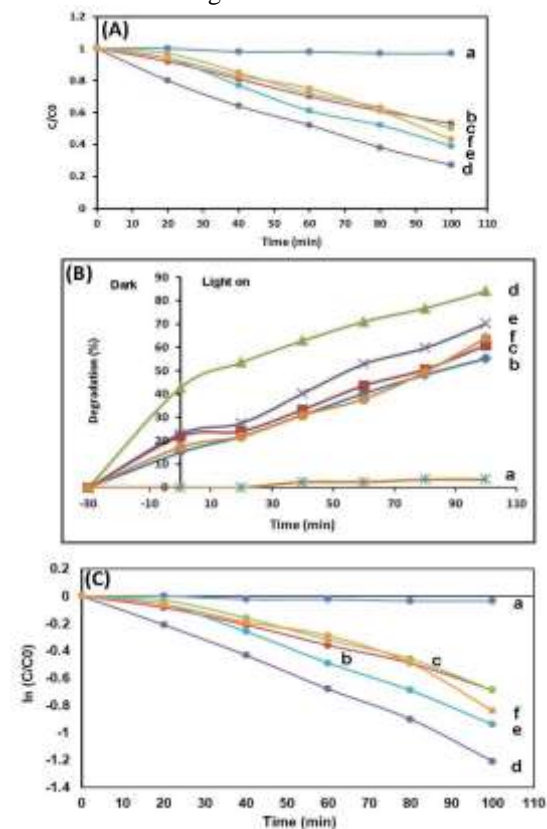 (A)
1.2
1
0.8
0.6
0.4
0.2
0
C/C0
a
b
c
f
e
d
0 10 20 30 40 50 60 70 80 90 100 110
Time (min)
(B)
Dark Light on
90
80
70
60
50
40
30
20
10
0
Degradation (%)
d
e
f
c
b
a
-30 -10 10 30 50 70 90 110
Time (min)
(C)
0.2
0
-0.2
-0.4
-0.6
-0.8
-1
-1.2
-1.4
ln (C/C0)
a
b
c
f
e
d
0 10 20 30 40 50 60 70 80 90 100 110
Time (min)